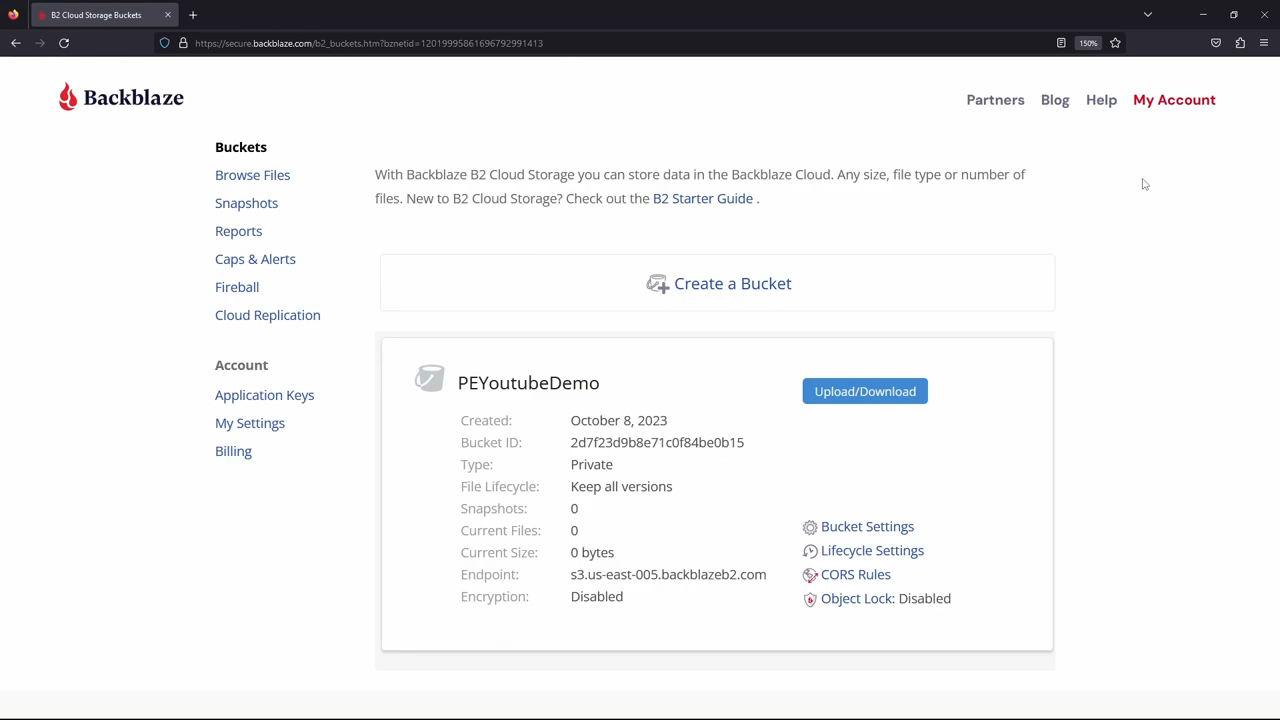 B2 Cloud Storage Buckets
https://secure.backblaze.com/b2_buckets.htm?bznetid=12019995861696792991413
150%
Backblaze
Partners Blog Help My Account
Buckets
Browse Files
Snapshots
Reports
Caps & Alerts
Fireball
Cloud Replication
Account
Application Keys
My Settings
Billing
With Backblaze B2 Cloud Storage you can store data in the Backblaze Cloud. Any size, file type or number of
files. New to B2 Cloud Storage? Check out the B2 Starter Guide .
Create a Bucket
PEYoutubeDemo
Upload/Download
Created: October 8, 2023
Bucket ID: 2d7f23d9b8e71c0f84be0b15
Type: Private
File Lifecycle: Keep all versions
Snapshots: 0
Current Files: 0
Current Size: 0 bytes
Endpoint: s3.us-east-005.backblazeb2.com
Encryption: Disabled
Bucket Settings
Lifecycle Settings
CORS Rules
Object Lock: Disabled